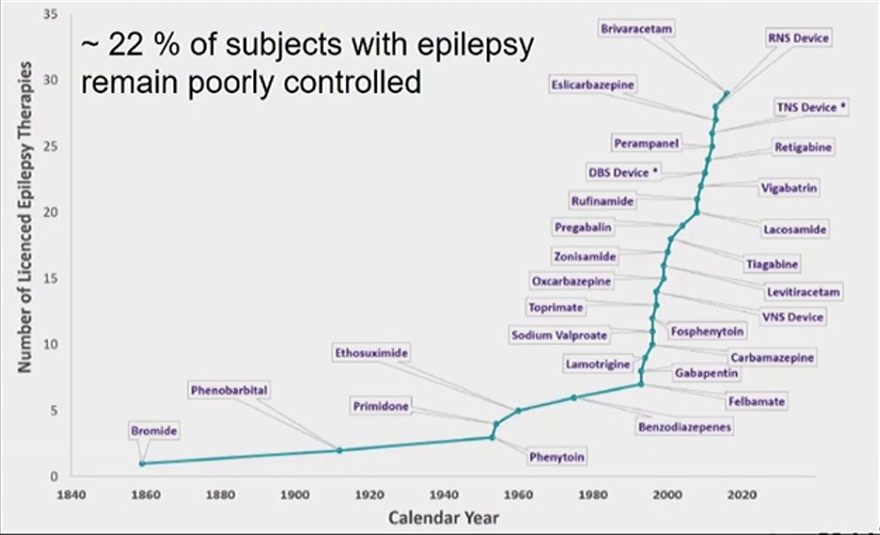 ~ 22 % of subjects with epilepsy
remain poorly controlled
Number of Licenced Epilepsy Therapies
35
30
25
20
15
10
5
0
Brivaracetam
RNS Device
Eslicarbazepine
TNS Device *
Perampanel
Retigabine
DBS Device *
Vigabatrin
Rufinamide
Pregabalin
Lacosamide
Zonisamide
Tiagabine
Oxcarbazepine
Levitiracetam
Toprimate
VNS Device
Sodium Valproate
Fosphenytoin
Ethosuximide
Lamotrigine
Carbamazepine
Gabapentin
Phenobarbital
Primidone
Felbamate
Bromide
Benzodiazepenes
Phenytoin
1840 1860 1880 1900 1920 1940 1960 1980 2000 2020
Calendar Year